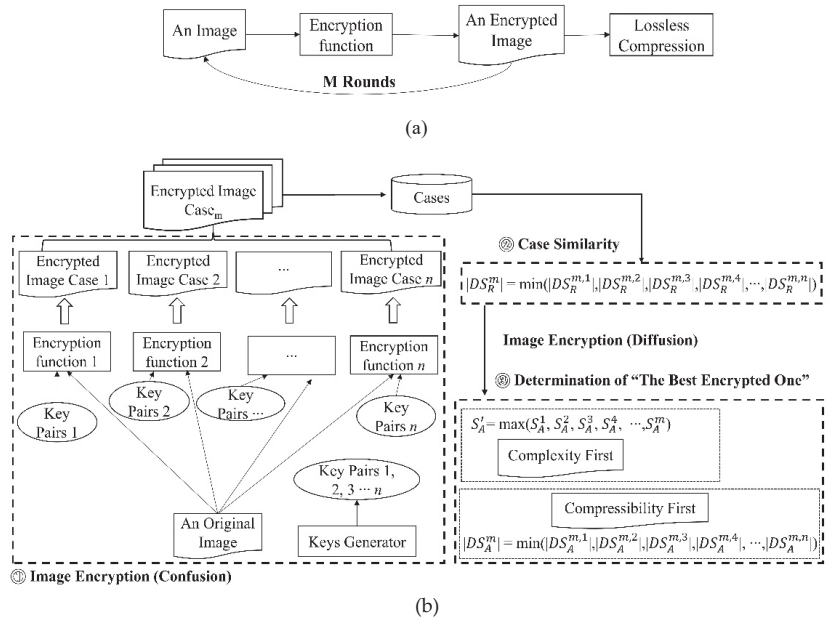 An Image
Encryption
function
An Encrypted
Image
Lossless
Compression
M Rounds
(a)
Encrypted Image
Caseₘ
Cases
Encrypted
Image Case 1
Encrypted
Image Case 2
...
Encrypted
Image Case n
Encryption
function 1
Encryption
function 2
...
Encryption
function n
Key
Pairs 1
Key
Pairs 2
Key
Pairs ...
Key
Pairs n
Key Pairs 1,
2, 3 ··· n
An Original
Image
Keys Generator
① Image Encryption (Confusion)
② Case Similarity
|DS_R^m| = min(|DS_R^{m,1}|,|DS_R^{m,2}|,|DS_R^{m,3}|,|DS_R^{m,4}|,···,|DS_R^{m,n}|)
Image Encryption (Diffusion)
③ Determination of “The Best Encrypted One”
S_A′= max(S_A^1, S_A^2, S_A^3, S_A^4, ···,S_A^m)
Complexity First
Compressibility First
|DS_A^m| = min(|DS_A^{m,1}|,|DS_A^{m,2}|,|DS_A^{m,3}|,|DS_A^{m,4}|, ···,|DS_A^{m,n}|)
(b)